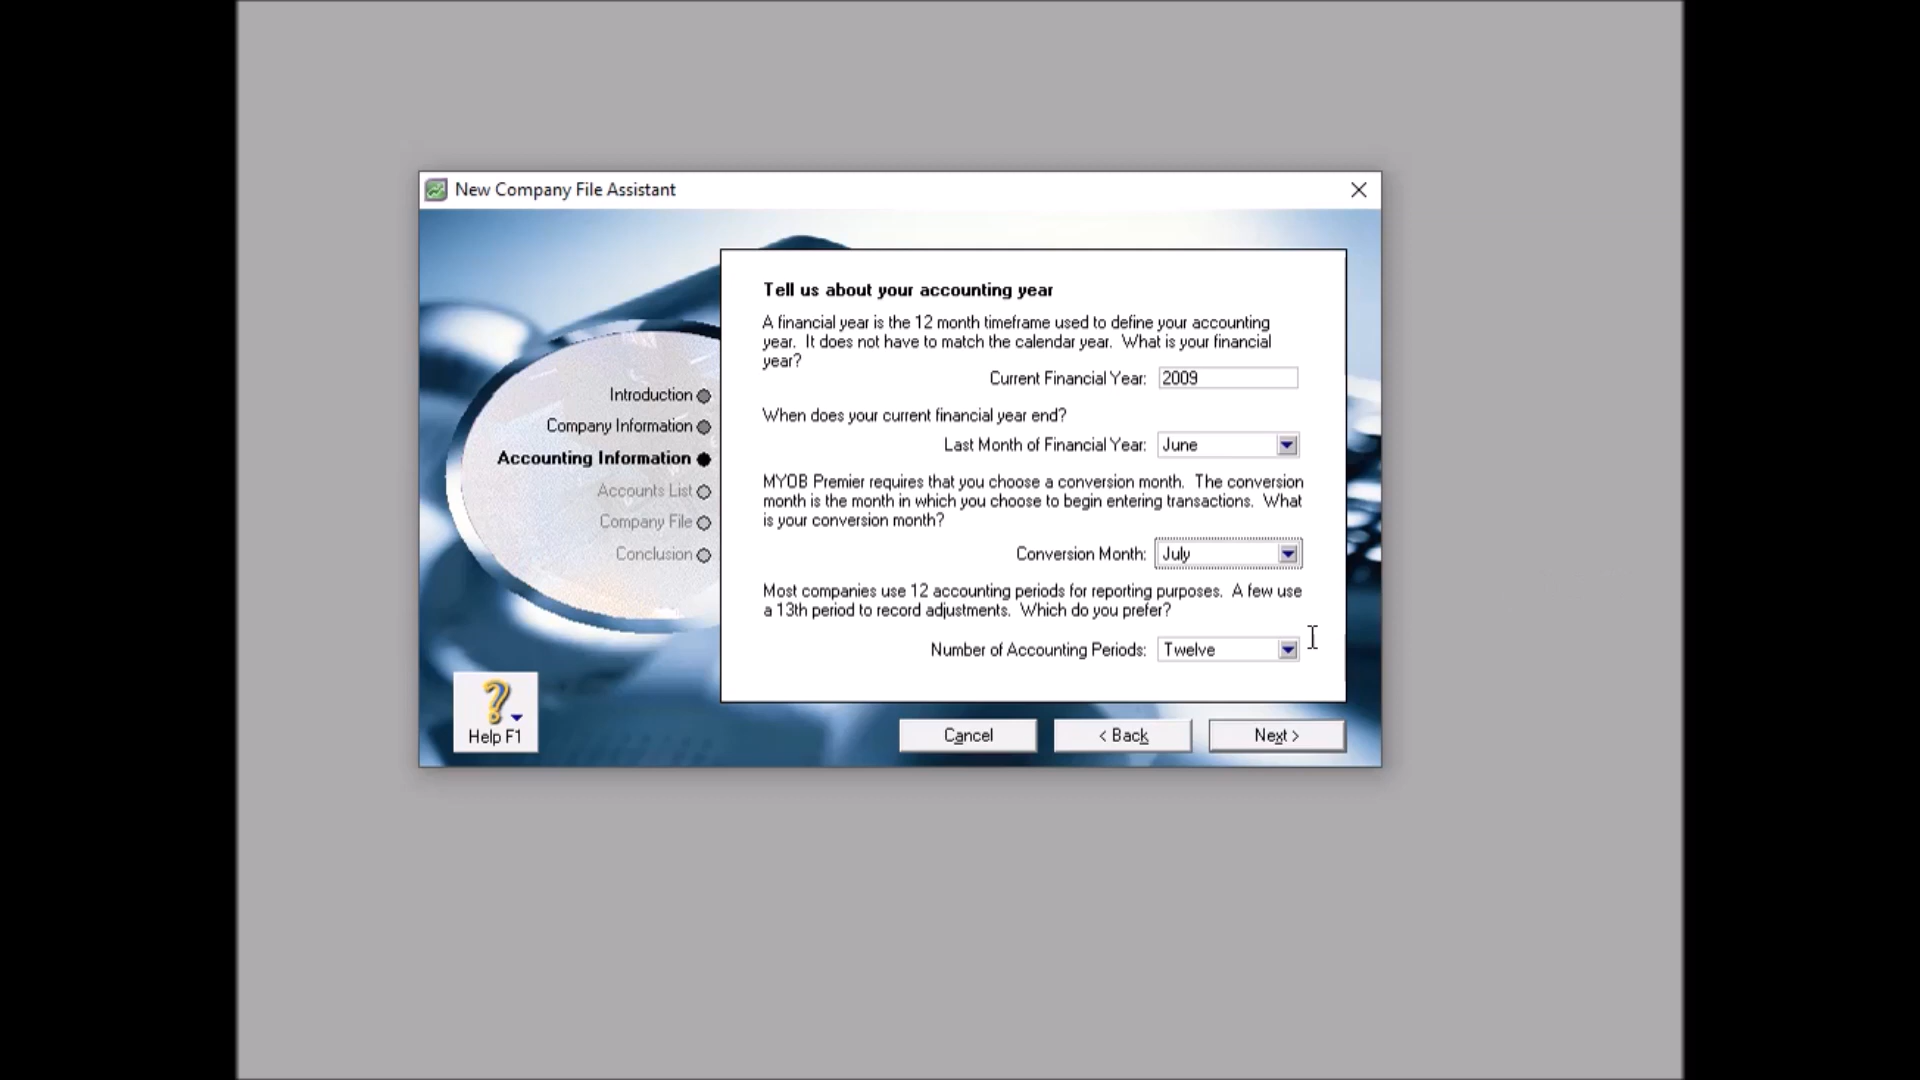 New Company File Assistant
Tell us about your accounting year
A financial year is the 12 month timeframe used to define your accounting
year. It does not have to match the calendar year. What is your financial
year?
Current Financial Year: 2009
When does your current financial year end?
Last Month of Financial Year: June
MYOB Premier requires that you choose a conversion month. The conversion
month is the month in which you choose to begin entering transactions. What
is your conversion month?
Conversion Month: July
Most companies use 12 accounting periods for reporting purposes. A few use
a 13th period to record adjustments. Which do you prefer?
Number of Accounting Periods: Twelve
Introduction
Company Information
Accounting Information
Accounts List
Company File
Conclusion
Help F1
Cancel
< Back
Next >